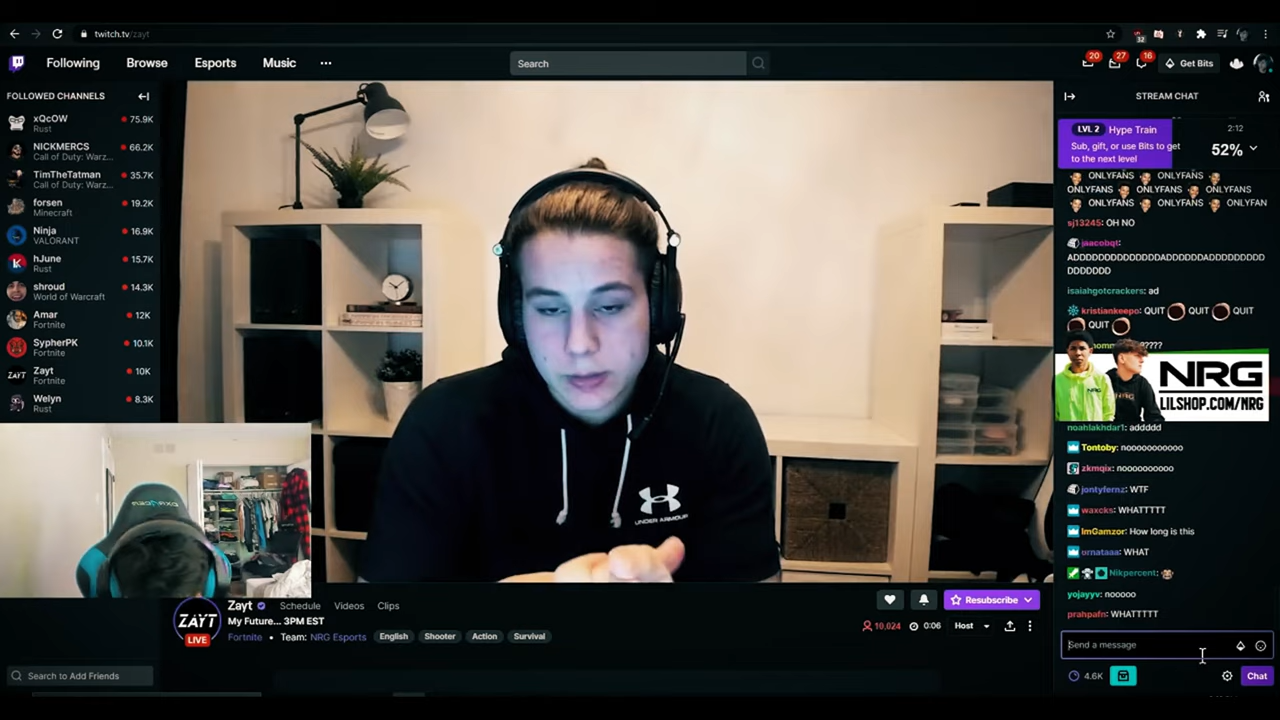 twitch.tv/zayt
32
Following
Browse
Esports
Music
Search
20
27
16
Get Bits
FOLLOWED CHANNELS
xQcOW
75.9K
Rust
NICKMERCS
66.2K
Call of Duty: Warz...
TimTheTatman
35.7K
Call of Duty: Warz...
forsen
19.2K
Minecraft
Ninja
16.9K
VALORANT
hJune
15.7K
Rust
shroud
14.3K
World of Warcraft
Amar
12K
Fortnite
SypherPK
10.1K
Fortnite
ZAYT
Zayt
10K
Fortnite
Welyn
8.3K
Rust
Search to Add Friends
UNDER ARMOUR
ZAYT
LIVE
Zayt
Schedule
Videos
Clips
My Future... 3PM EST
Fortnite • Team: NRG Esports
English
Shooter
Action
Survival
Resubscribe
10,024
0:06
Host
STREAM CHAT
LVL 2 Hype Train
2:12
Sub, gift, or use Bits to get
to the next level
52%
ONLYFANS ONLYFANS
ONLYFANS ONLYFANS ONLYFANS
ONLYFANS ONLYFANS ONLYFAN
sj13245: OH NO
jaacobqt:
isaiahgotcrackers: ad
kristiankeepo: QUIT QUIT QUIT
QUIT
NRG
LILSHOP.COM/NRG
noahlakhdar1: addddd
Tontoby: nooooooooooo
zkmqix: noooooooooo
jontyfernz: WTF
waxcks: WHATTTTT
ImGamzor: How long is this
ornataaa: WHAT
Nikpercent:
yojayyv: nooooo
prahpafn: WHATTTTT
Send a message
4.6K
Chat